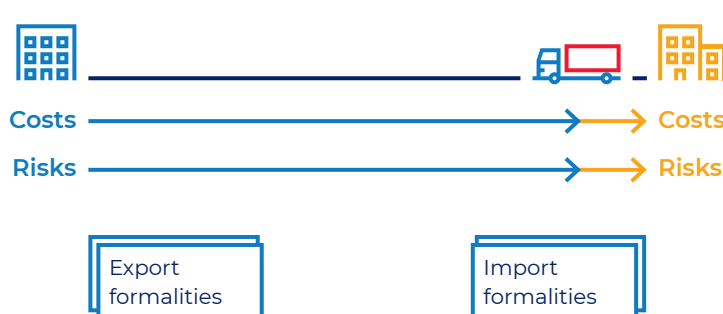 Costs
Costs
Risks
Risks
Export
formalities
Import
formalities